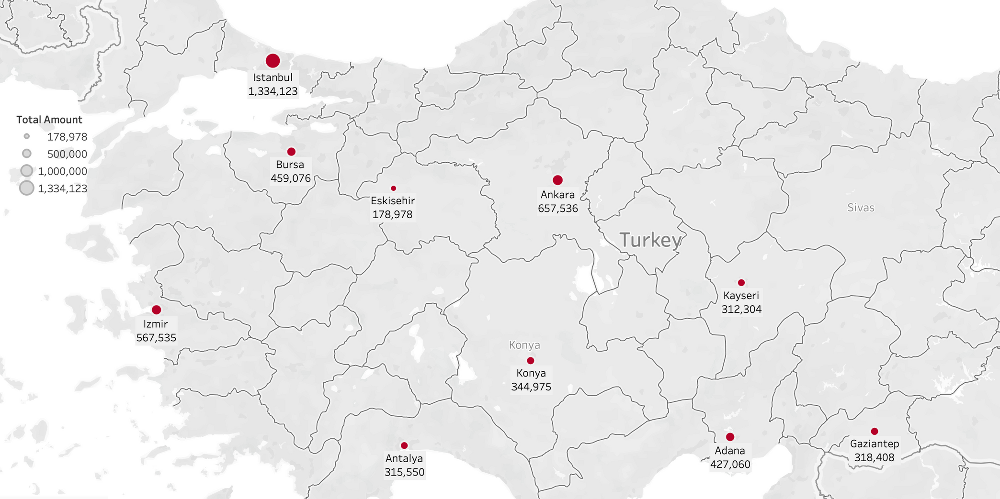 Istanbul
1,334,123
Total Amount
178,978
500,000
1,000,000
1,334,123
Bursa
459,076
Eskisehir
178,978
Ankara
657,536
Sivas
Turkey
Kayseri
312,304
Izmir
567,535
Konya
Konya
344,975
Antalya
315,550
Adana
427,060
Gaziantep
318,408